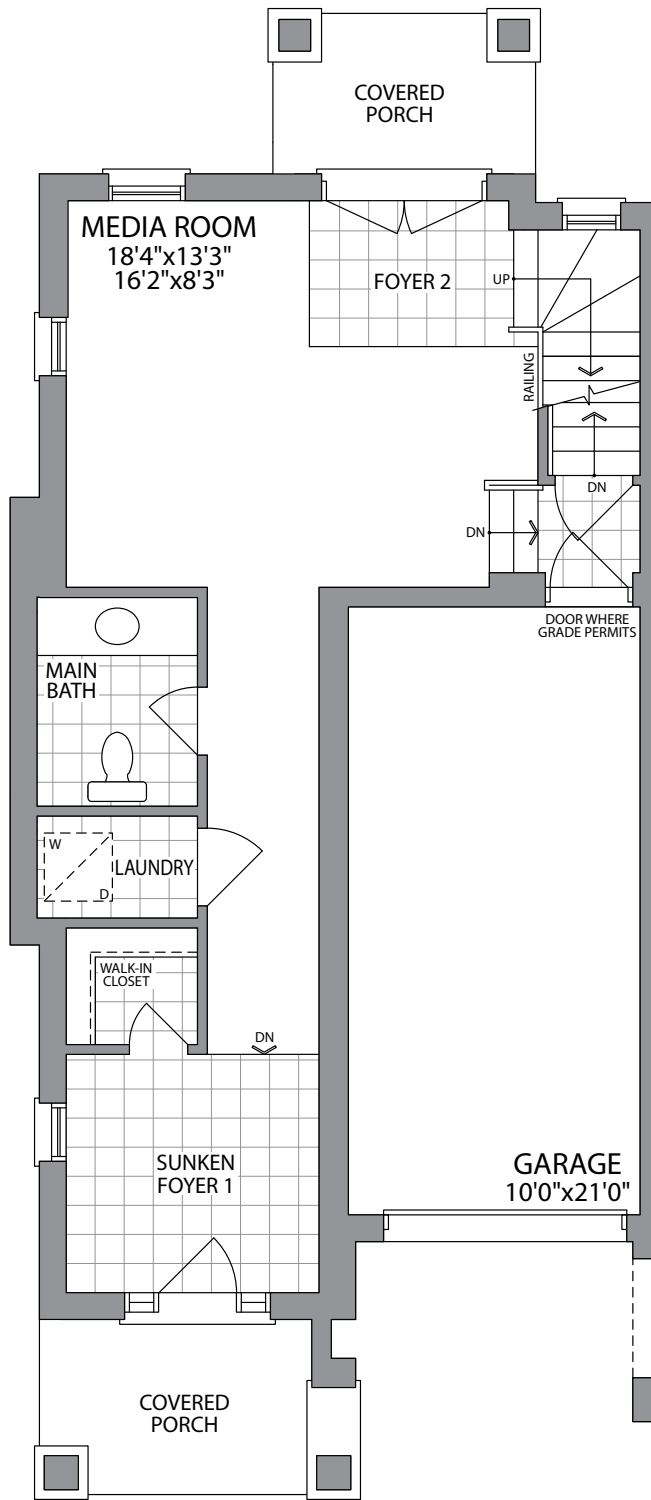 COVERED
PORCH
MEDIA ROOM
18'4"x13'3"
16'2"x8'3"
FOYER 2
UP
RAILING
DN
DN
DOOR WHERE
GRADE PERMITS
MAIN
BATH
W
LAUNDRY
D
WALK-IN
CLOSET
DN
SUNKEN
FOYER 1
GARAGE
10'0"x21'0"
COVERED
PORCH